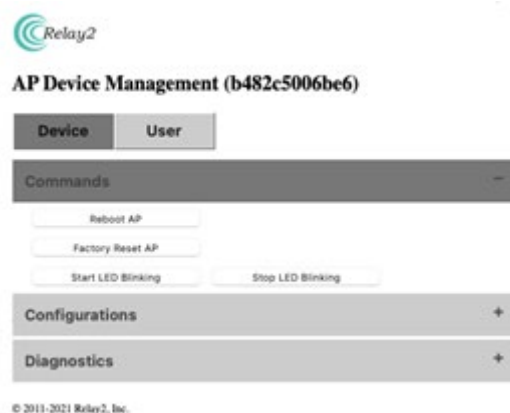 Relay2
AP Device Management (b482c5006be6)
Device User
Commands −
Reboot AP
Factory Reset AP
Start LED Blinking Stop LED Blinking
Configurations +
Diagnostics +
© 2011-2021 Relay2, Inc.